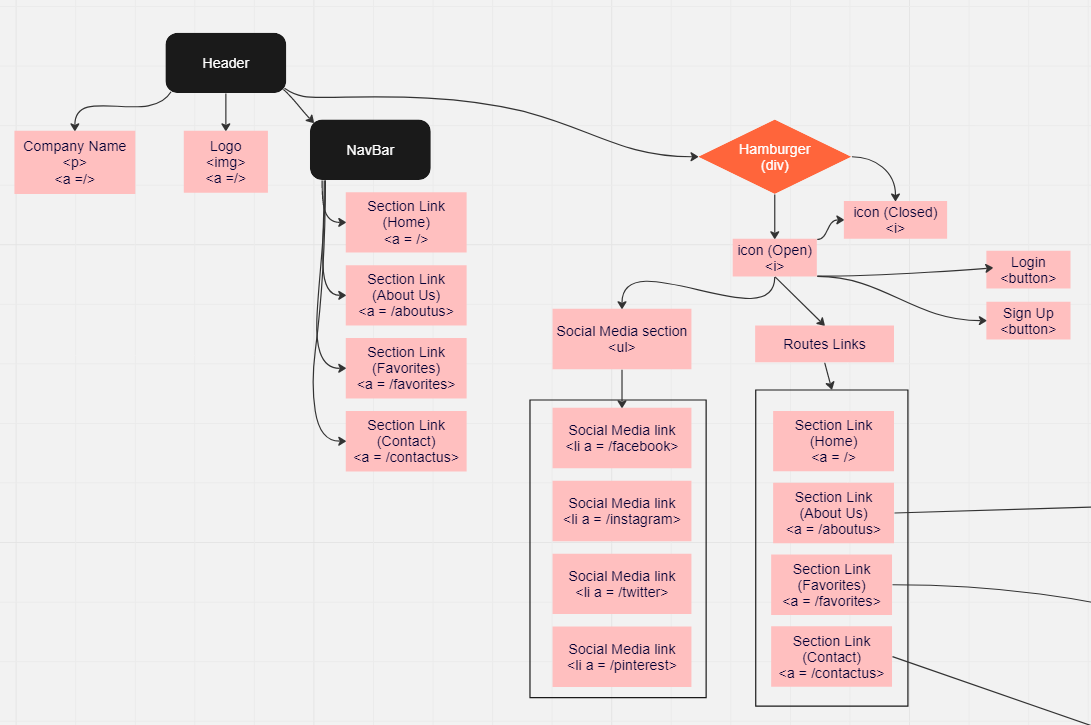 Header
Company Name
<p>
<a =/>
Logo
<img>
<a =/>
NavBar
Section Link
(Home)
<a = />
Section Link
(About Us)
<a = /aboutus>
Section Link
(Favorites)
<a = /favorites>
Section Link
(Contact)
<a = /contactus>
Hamburger
(div)
icon (Closed)
<i>
icon (Open)
<i>
Login
<button>
Sign Up
<button>
Social Media section
<ul>
Social Media link
<li a = /facebook>
Social Media link
<li a = /instagram>
Social Media link
<li a = /twitter>
Social Media link
<li a = /pinterest>
Routes Links
Section Link
(Home)
<a = />
Section Link
(About Us)
<a = /aboutus>
Section Link
(Favorites)
<a = /favorites>
Section Link
(Contact)
<a = /contactus>